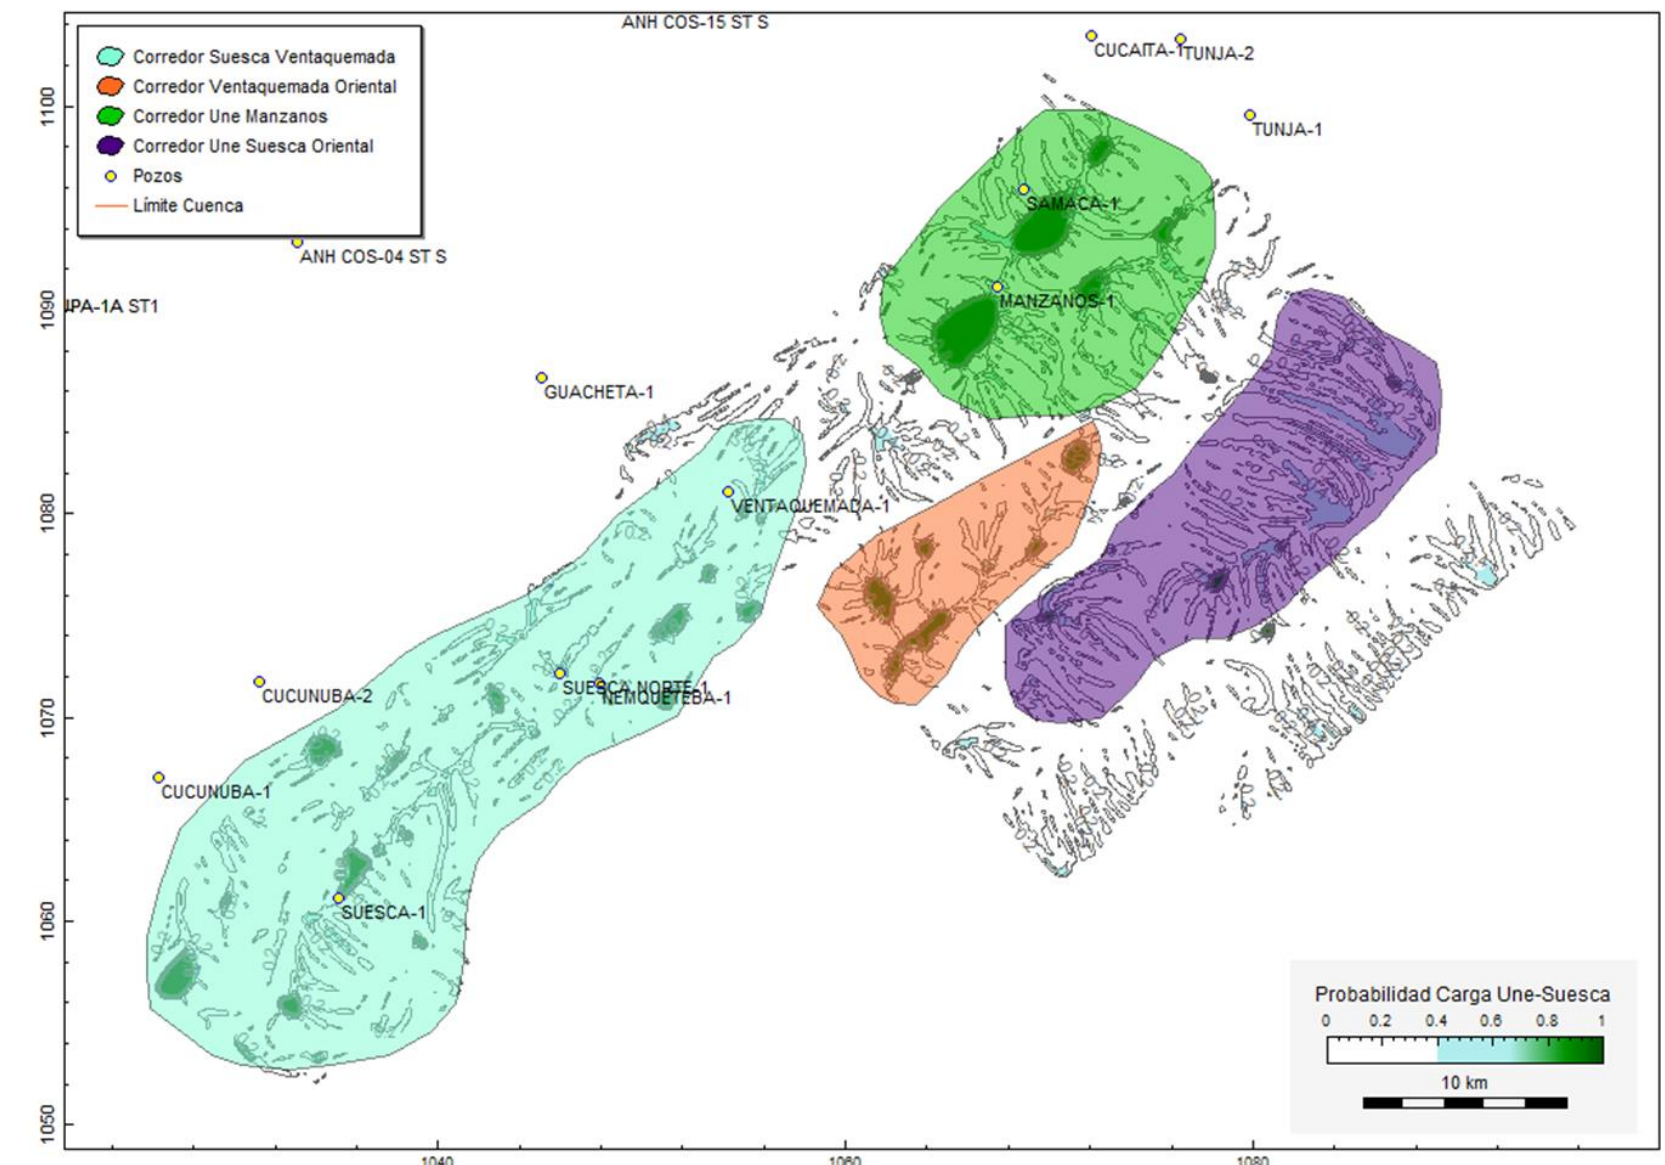 ANH COS-15 ST S
Corredor Suesca Ventaquemada
Corredor Ventaquemada Oriental
Corredor Une Manzanos
Corredor Une Suesca Oriental
Pozos
Límite Cuenca
CUCAITA-1
TUNJA-2
TUNJA-1
1100
SAMACA-1
ANH COS-04 ST S
PA-1A ST1
MANZANOS-1
1090
GUACHETA-1
VENTAQUEMADA-1
1080
SUESCA NORTE-1
NEMQUETEBA-1
CUCUNUBA-2
1070
CUCUNUBA-1
SUESCA-1
1060
Probabilidad Carga Une-Suesca
0 0.2 0.4 0.6 0.8 1
10 km
1050
1040 1060 1080